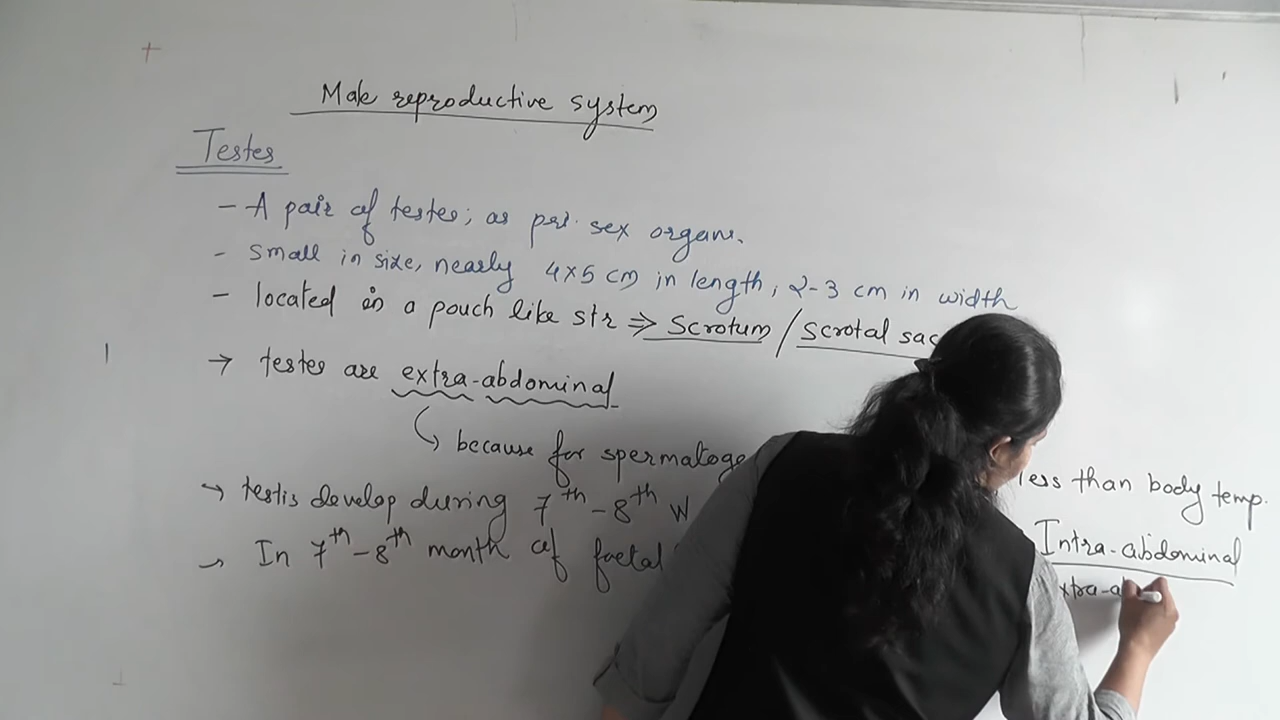 Male reproductive system
Testes
- A pair of testes; as pri. sex organs.
- small in size, nearly 4x5 cm in length, 2-3 cm in width
- located in a pouch like str ⇒ Scrotum / Scrotal sac
→ testes are extra-abdominal
↳ because for spermatoge less than body temp.
→ testis develop during 7th-8th W Intra-abdominal
→ In 7th-8th month of foetal xtra-a